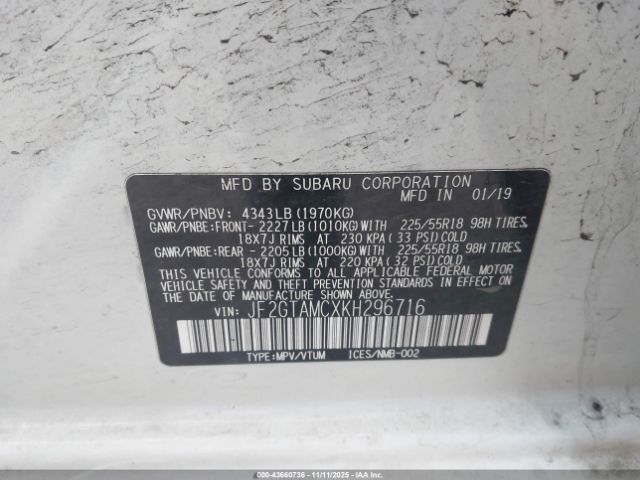 MFD BY SUBARU CORPORATION
MFD IN 01/19
GVWR/PNBV: 4343LB(1970KG)
GAWR/PNBE:FRONT- 2227LB(1010KG)WITH 225/55R18 98H TIRES,
18X7J RIMS AT 230 KPA(33 PSI)COLD
GAWR/PNBE:REAR - 2205LB(1000KG)WITH 225/55R18 98H TIRES,
18X7J RIMS AT 220 KPA(32 PSI)COLD
THIS VEHICLE CONFORMS TO ALL APPLICABLE FEDERAL MOTOR
VEHICLE SAFETY AND THEFT PREVENTION STANDARDS IN EFFECT ON
THE DATE OF MANUFACTURE SHOWN ABOVE.
VIN: JF2GTAMCXKH296716
TYPE:MPV/VTUM ICES/NMB-002
000-43660736 - 11/11/2025 - IAAI.com